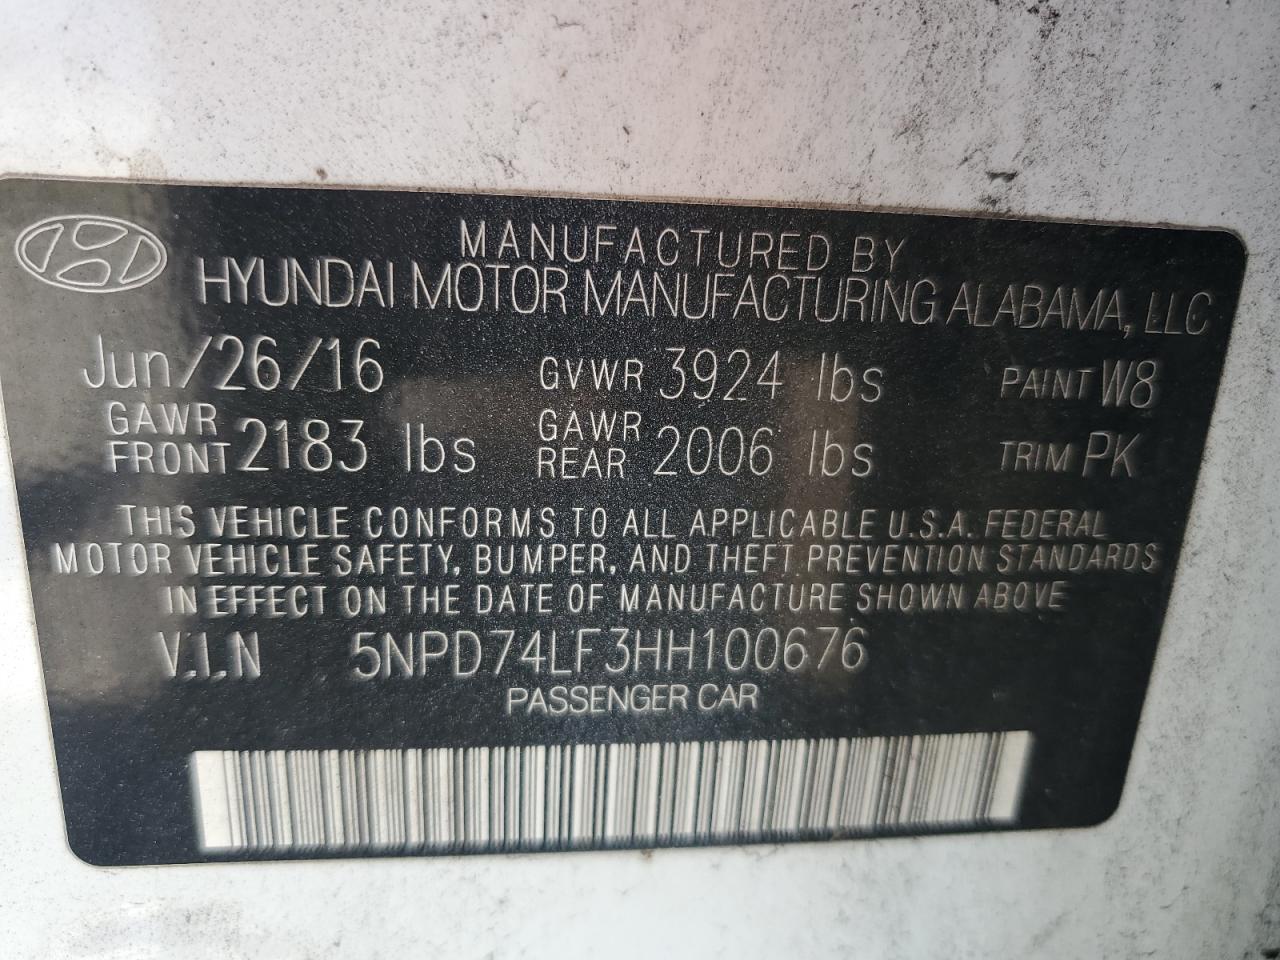 MANUFACTURED BY
HYUNDAI MOTOR MANUFACTURING ALABAMA, LLC
Jun/26/16 GVWR 3924 lbs PAINT W8
GAWR FRONT 2183 lbs GAWR REAR 2006 lbs TRIM PK
THIS VEHICLE CONFORMS TO ALL APPLICABLE U.S.A. FEDERAL
MOTOR VEHICLE SAFETY, BUMPER, AND THEFT PREVENTION STANDARDS
IN EFFECT ON THE DATE OF MANUFACTURE SHOWN ABOVE
V.I.N 5NPD74LF3HH100676
PASSENGER CAR